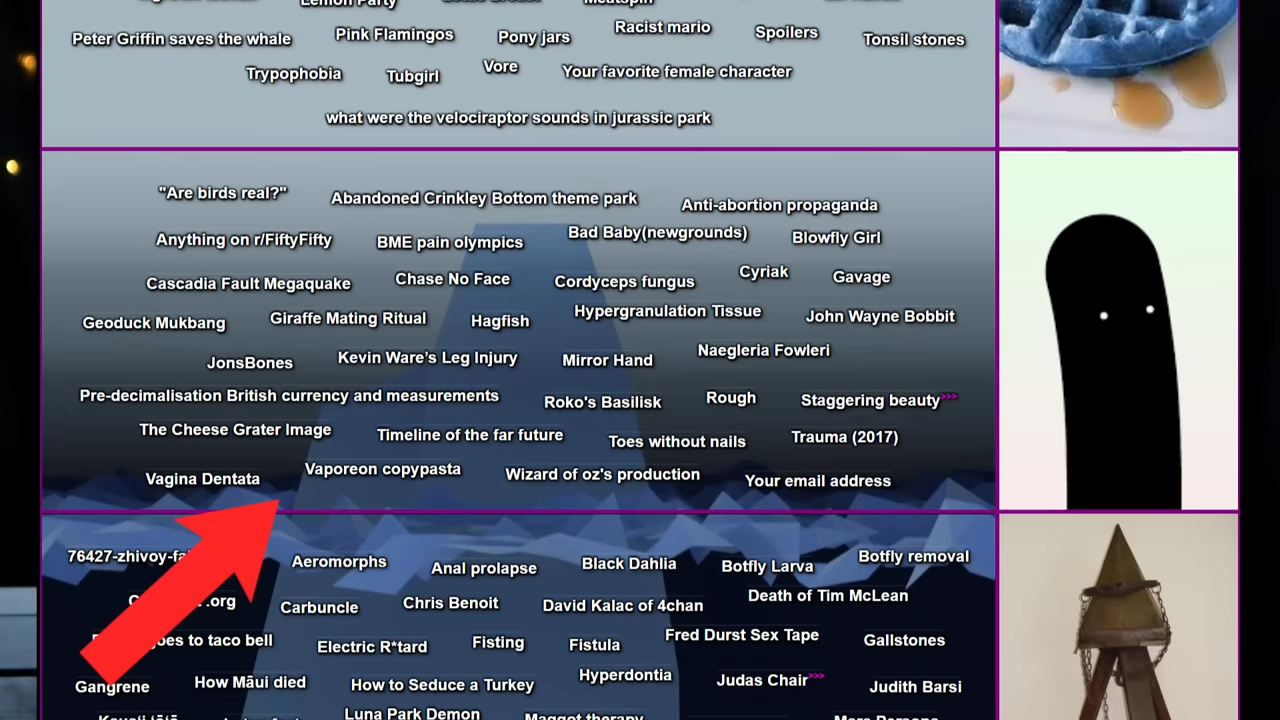 Lemon Party
Peter Griffin saves the whale Pink Flamingos Pony jars Racist mario Spoilers Tonsil stones
Trypophobia Tubgirl Vore Your favorite female character
what were the velociraptor sounds in jurassic park
"Are birds real?" Abandoned Crinkley Bottom theme park Anti-abortion propaganda
Anything on r/FiftyFifty BME pain olympics Bad Baby(newgrounds) Blowfly Girl
Cascadia Fault Megaquake Chase No Face Cordyceps fungus Cyriak Gavage
Geoduck Mukbang Giraffe Mating Ritual Hagfish Hypergranulation Tissue John Wayne Bobbit
JonsBones Kevin Ware's Leg Injury Mirror Hand Naegleria Fowleri
Pre-decimalisation British currency and measurements Roko's Basilisk Rough Staggering beauty>>>
The Cheese Grater Image Timeline of the far future Toes without nails Trauma (2017)
Vagina Dentata Vaporeon copypasta Wizard of oz's production Your email address
Aeromorphs Anal prolapse Black Dahlia Botfly Larva Botfly removal
Carbuncle Chris Benoit David Kalac of 4chan Death of Tim McLean
to taco bell Electric R*tard Fisting Fistula Fred Durst Sex Tape Gallstones
Gangrene How Māui died How to Seduce a Turkey Hyperdontia Judas Chair>>> Judith Barsi
Luna Park Demon Maggot therapy